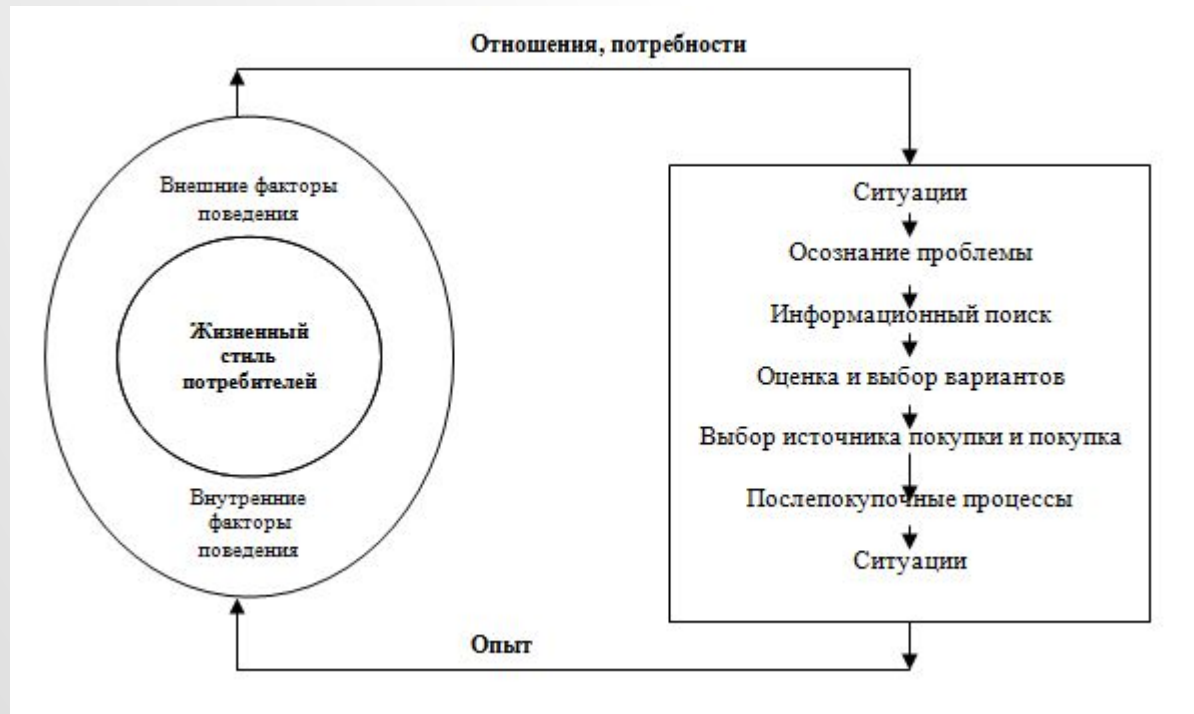 Отношения, потребности
Внешние факторы
поведения
Жизненный
стиль
потребителей
Внутренние
факторы
поведения
Ситуации
Осознание проблемы
Информационный поиск
Оценка и выбор вариантов
Выбор источника покупки и покупка
Послепокупочные процессы
Ситуации
Опыт